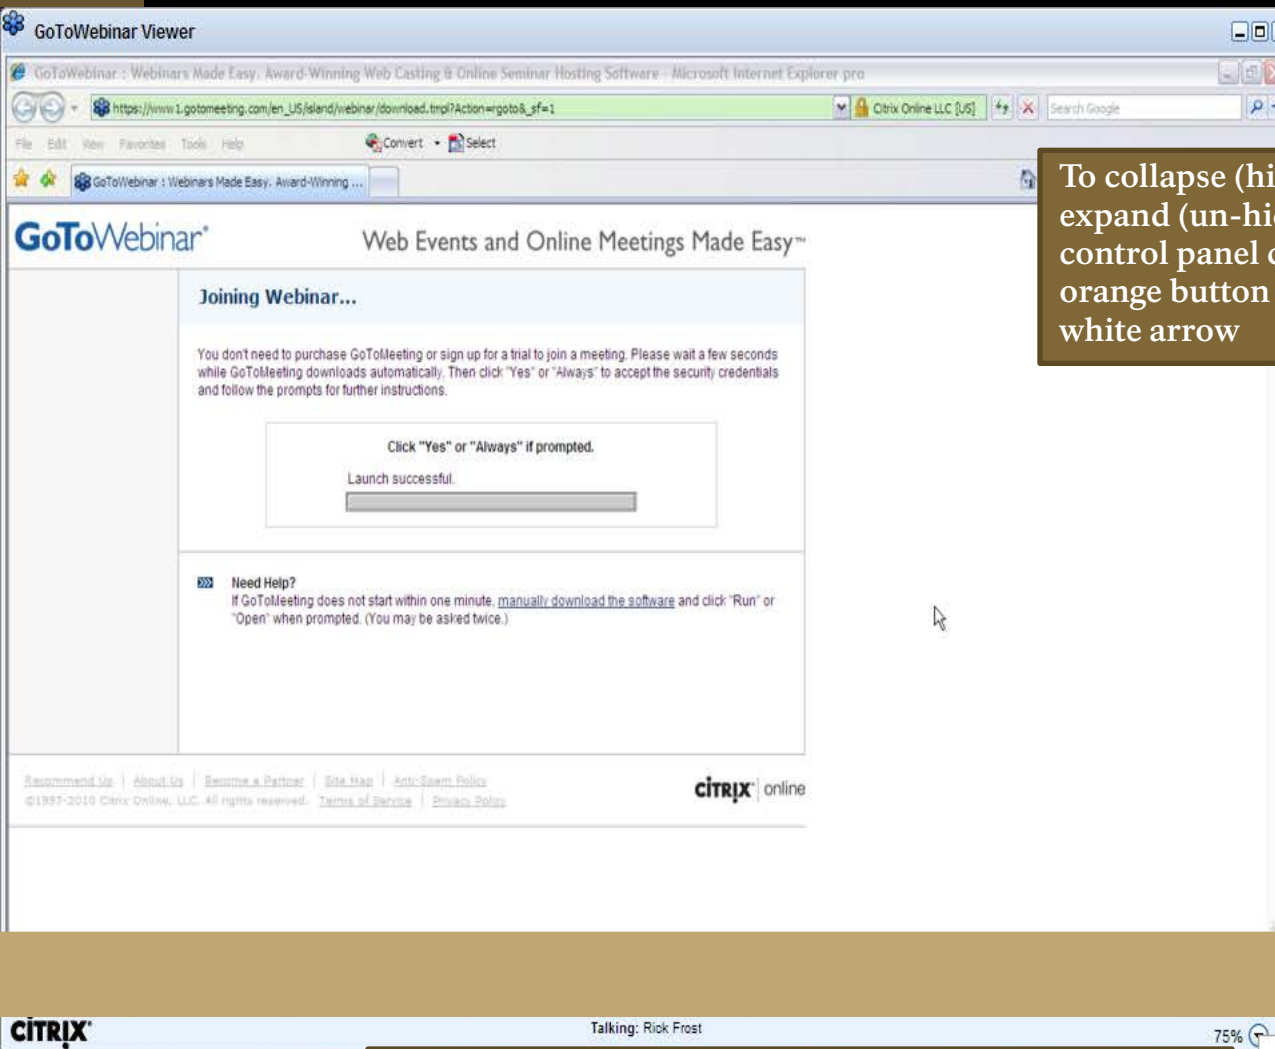 GoToWebinar Viewer
GoToWebinar : Webinars Made Easy. Award-Winning Web Casting & Online Seminar Hosting Software - Microsoft Internet Explorer pro
https://www1.gotomeeting.com/en_US/island/webinar/download.tmpl?Action=rgoto&_sf=1
Citrix Online LLC [US]
Search Google
File Edit View Favorites Tools Help
Convert
Select
GoToWebinar : Webinars Made Easy. Award-Winning ...
To collapse (hi
expand (un-hi
control panel
orange button
white arrow
GoToWebinar®
Web Events and Online Meetings Made Easy™
Joining Webinar...
You don't need to purchase GoToMeeting or sign up for a trial to join a meeting. Please wait a few seconds
while GoToMeeting downloads automatically. Then click "Yes" or "Always" to accept the security credentials
and follow the prompts for further instructions.
Click "Yes" or "Always" if prompted.
Launch successful.
Need Help?
If GoToMeeting does not start within one minute, manually download the software and click "Run" or
"Open" when prompted. (You may be asked twice.)
Recommend Us | About Us | Become a Partner | Site Map | Anti-Spam Policy
©1997-2010 Citrix Online, LLC. All rights reserved. Terms of Service | Privacy Policy
CİTRIX® online
CİTRIX®
Talking: Rick Frost
75%